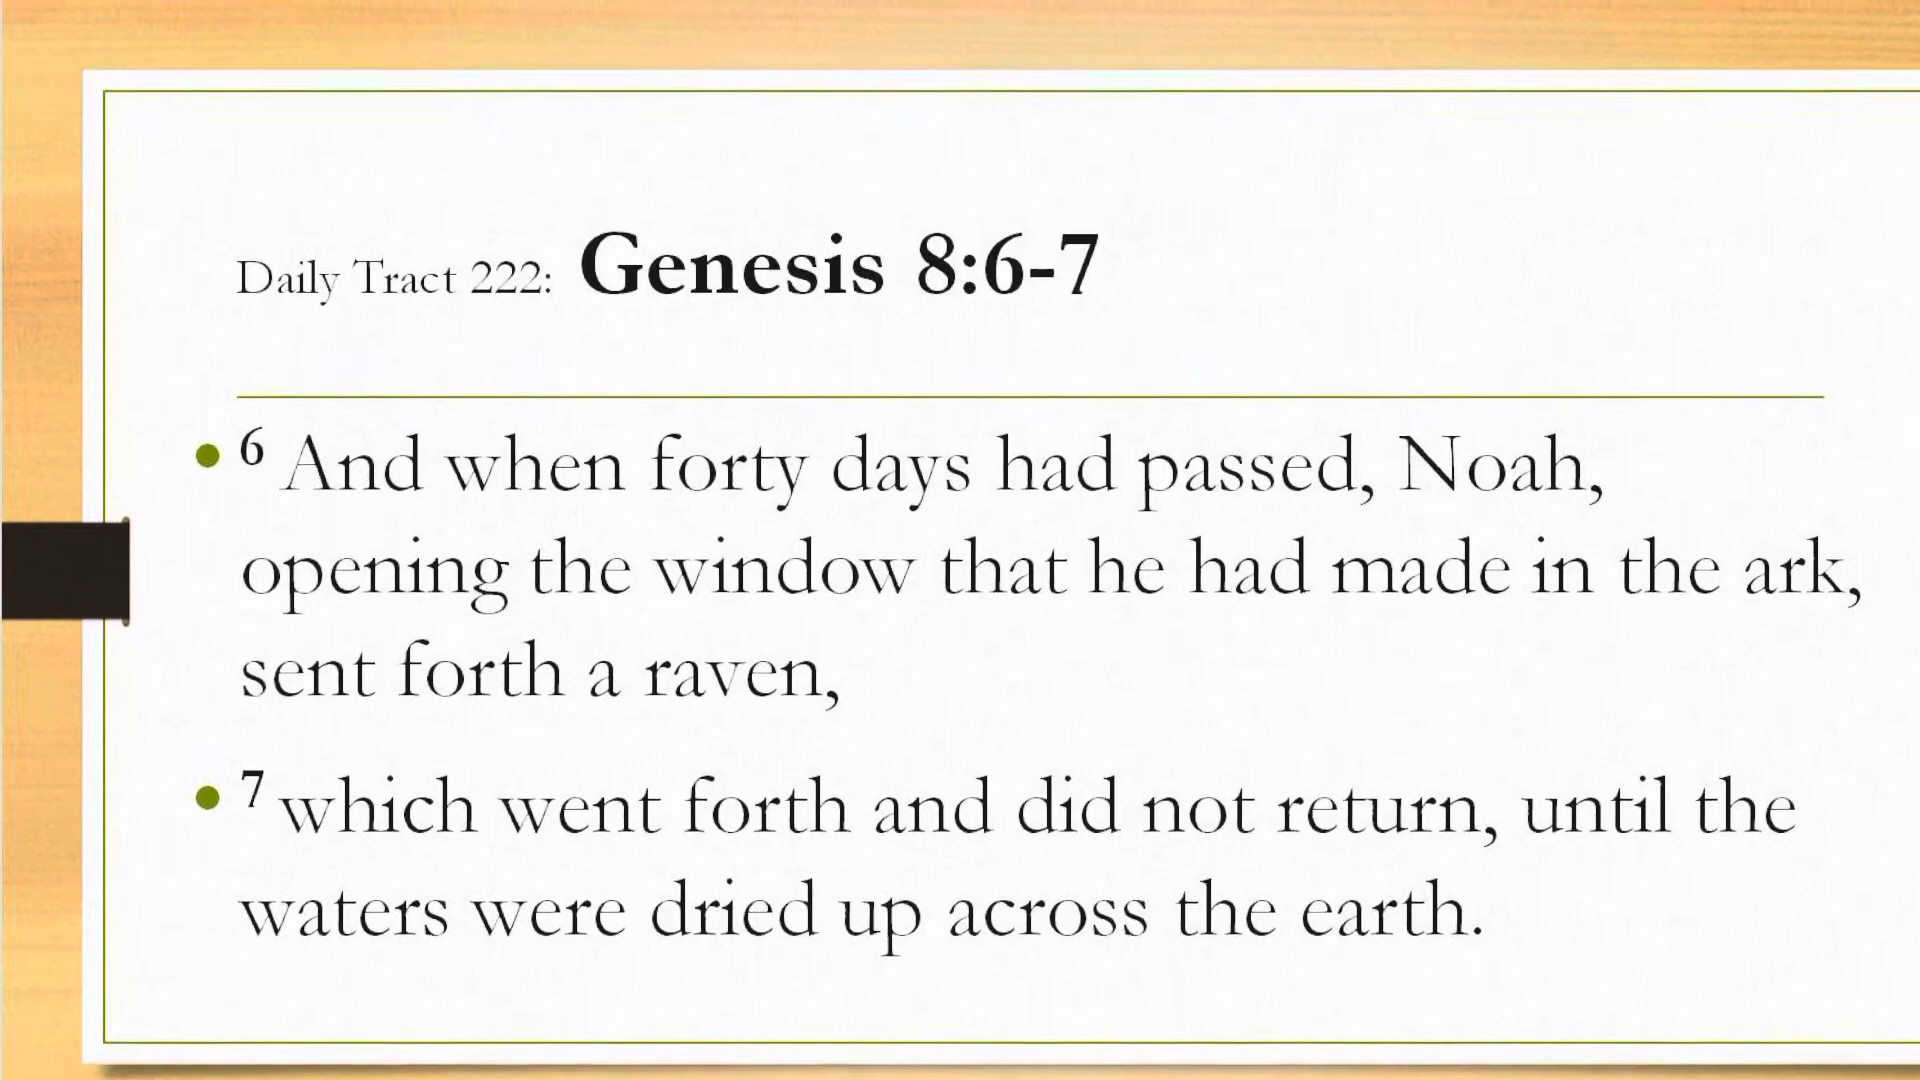 Daily Tract 222: Genesis 8:6-7
6 And when forty days had passed, Noah,
opening the window that he had made in the ark,
sent forth a raven,
7 which went forth and did not return, until the
waters were dried up across the earth.